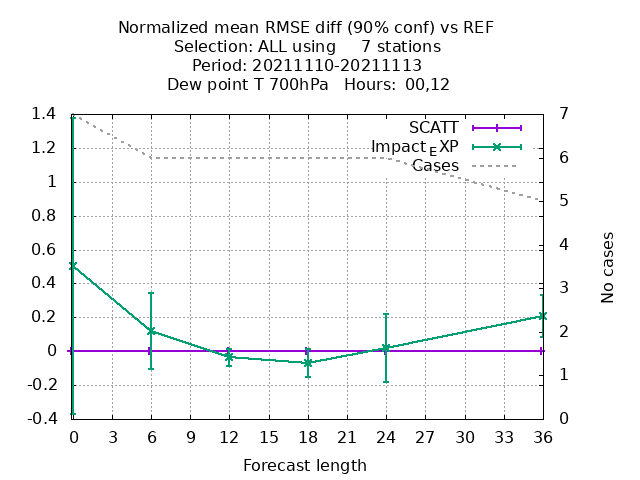 Normalized mean RMSE diff (90% conf) vs REF
Selection: ALL using     7 stations
Period: 20211110-20211113
Dew point T 700hPa   Hours:  00,12
SCATT
Impact_EXP
Cases
1.4
1.2
1
0.8
0.6
0.4
0.2
0
-0.2
-0.4
7
6
5
4
3
2
1
0
No cases
0 3 6 9 12 15 18 21 24 27 30 33 36
Forecast length